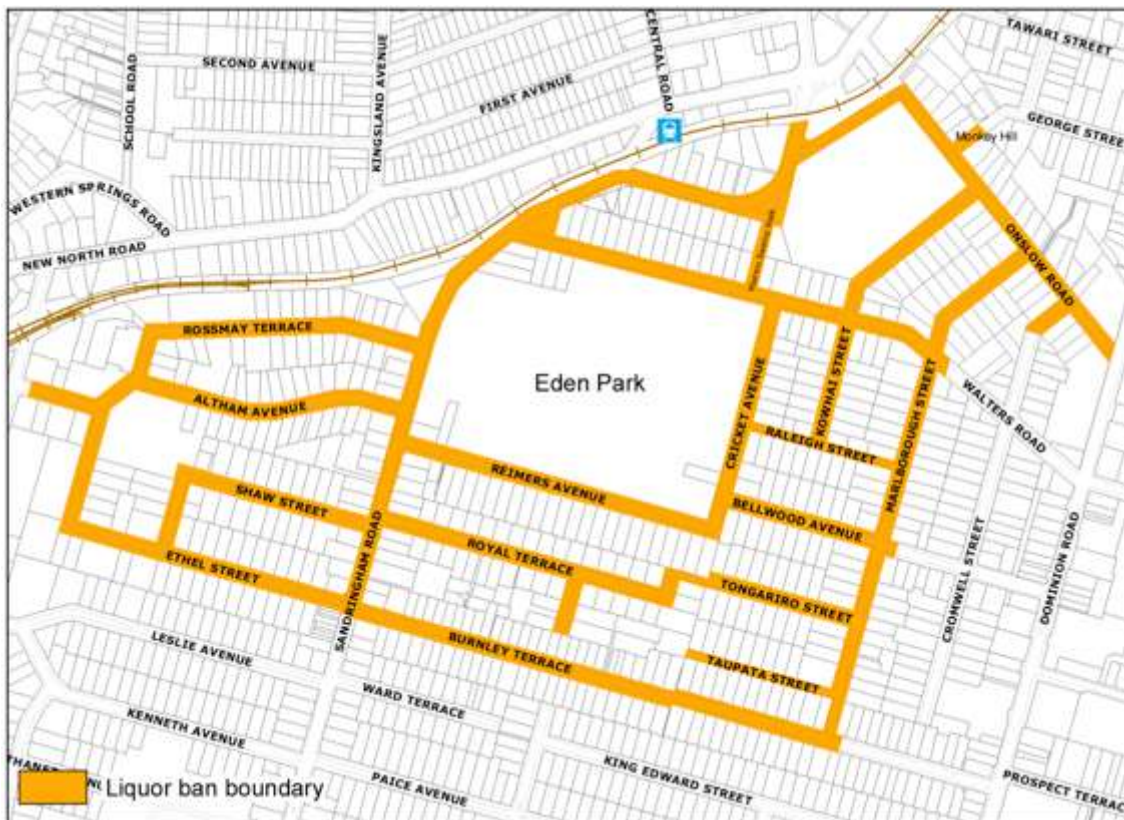 TAWARI STREET
SECOND AVENUE
SCHOOL ROAD
KINGSLAND AVENUE
FIRST AVENUE
CENTRAL ROAD
GEORGE STREET
Monkey Hill
WESTERN SPRINGS
ROAD
NEW NORTH ROAD
ONSLOW ROAD
ROSSMAY TERRACE
ALTHAM AVENUE
Eden Park
CRICKET AVENUE
KOWHAI STREET
RALEIGH STREET
MARLBOROUGH STREET
WALTERS ROAD
REIMERS AVENUE
SHAW STREET
BELLWOOD AVENUE
ETHEL STREET
SANDRINGHAM ROAD
ROYAL TERRACE
TONGARIRO STREET
CROMWELL STREET
DOMINION ROAD
LESLIE AVENUE
BURNLEY TERRACE
TAUPATA STREET
WARD TERRACE
KENNETH AVENUE
PAICE AVENUE
KING EDWARD STREET
PROSPECT TERRAC
Liquor ban boundary